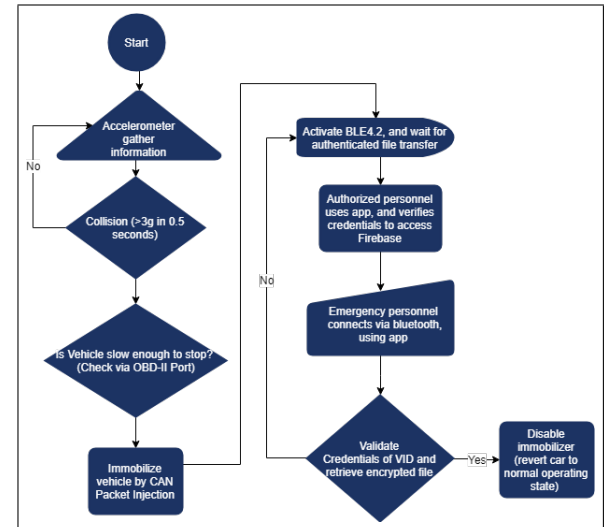 Start
Accelerometer
gather
information
No
Collision (>3g in 0.5
seconds)
Is Vehicle slow enough to stop?
(Check via OBD-II Port)
Immobilize
vehicle by CAN
Packet Injection
Activate BLE4.2, and wait for
authenticated file transfer
Authorized personnel
uses app, and verifies
credentials to access
Firebase
No
Emergency personnel
connects via bluetooth,
using app
Validate
Credentials of VID and
retrieve encrypted file
Yes
Disable
immobilizer
(revert car to
normal operating
state)